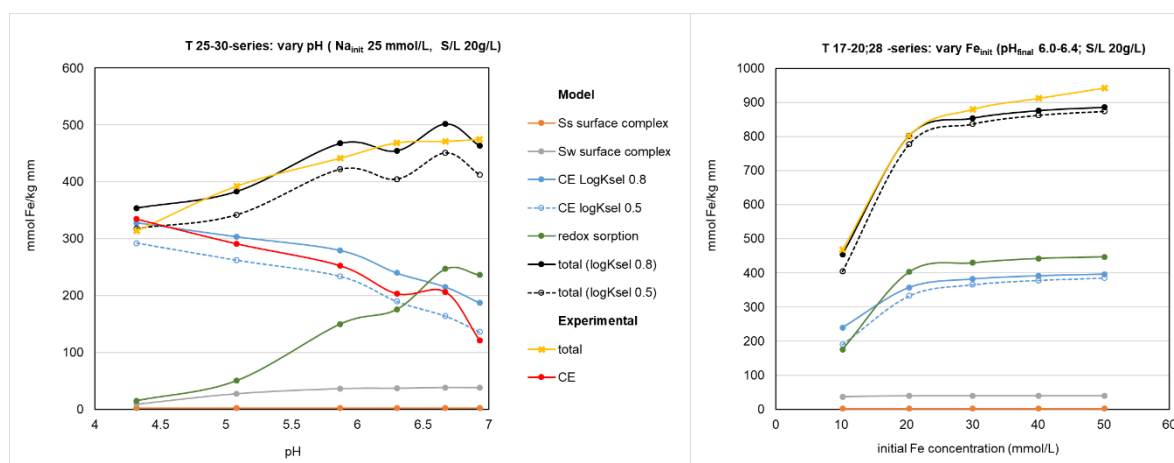 T 25-30-series: vary pH ( Na_init 25 mmol/L, S/L 20g/L)
600
500
400
300
200
100
0
4
4.5
5
5.5
6
6.5
7
mmol Fe/kg mm
pH
Model
Ss surface complex
Sw surface complex
CE LogKsel 0.8
CE logKsel 0.5
redox sorption
total (logKsel 0.8)
total (logKsel 0.5)
Experimental
total
CE
T 17-20;28 -series: vary Fe_init (pH_final 6.0-6.4; S/L 20g/L)
1000
900
800
700
600
500
400
300
200
100
0
0
10
20
30
40
50
60
mmol Fe/kg mm
initial Fe concentration (mmol/L)